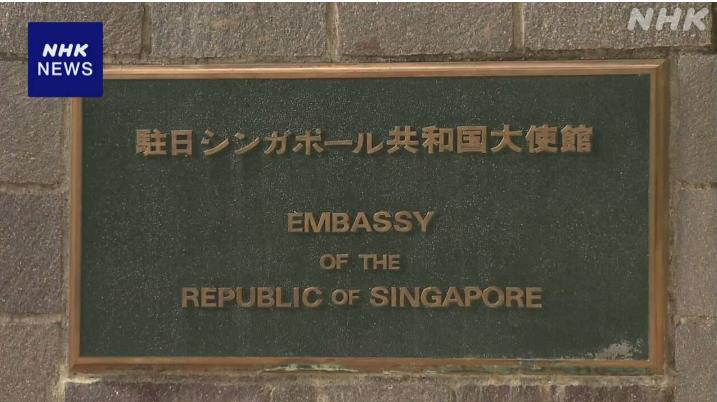 NHK
NEWS
NHK
駐日シンガポール共和国大使館
EMBASSY
OF THE
REPUBLIC OF SINGAPORE